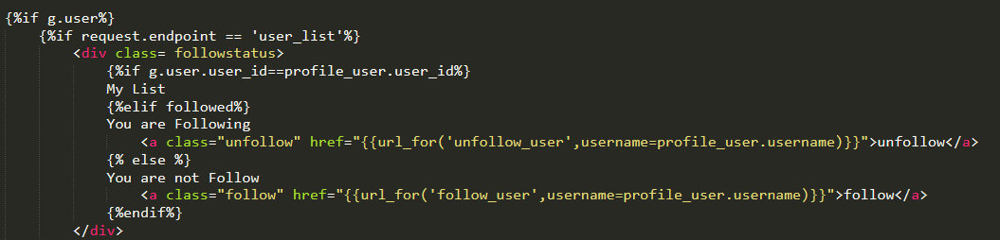 {%if g.user%}
{%if request.endpoint == 'user_list'%}
<div class= followstatus>
{%if g.user.user_id==profile_user.user_id%}
My List
{%elif followed%}
You are Following
<a class="unfollow" href="{{url_for('unfollow_user',username=profile_user.username)}}">unfollow</a>
{% else %}
You are not Follow
<a class="follow" href="{{url_for('follow_user',username=profile_user.username)}}">follow</a>
{%endif%}
</div>